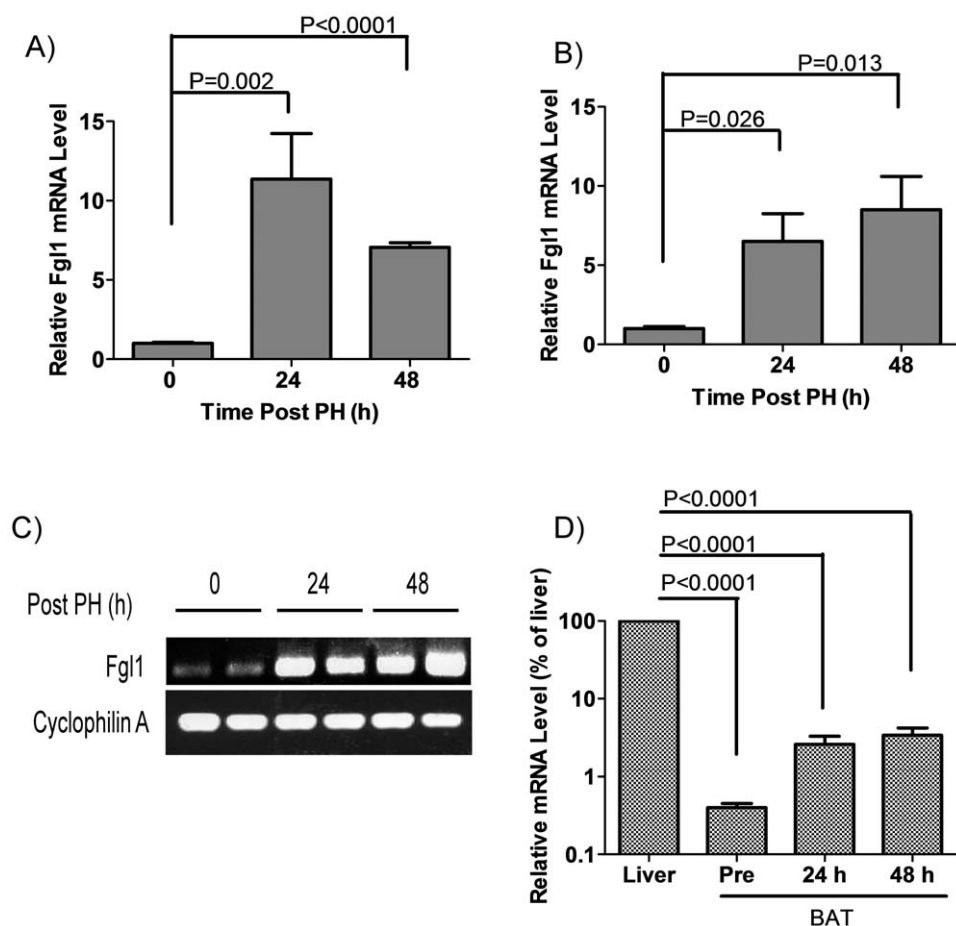 A)
P<0.0001
P=0.002
Relative Fgl1 mRNA Level
15
10
5
0
0 24 48
Time Post PH (h)
B)
P=0.013
P=0.026
Relative Fgl1 mRNA Level
15
10
5
0
0 24 48
Time Post PH (h)
C)
0 24 48
Post PH (h)
Fgl1
Cyclophilin A
D)
P<0.0001
P<0.0001
P<0.0001
Relative mRNA Level (% of liver)
100
10
1
0.1
Liver Pre 24 h 48 h
BAT